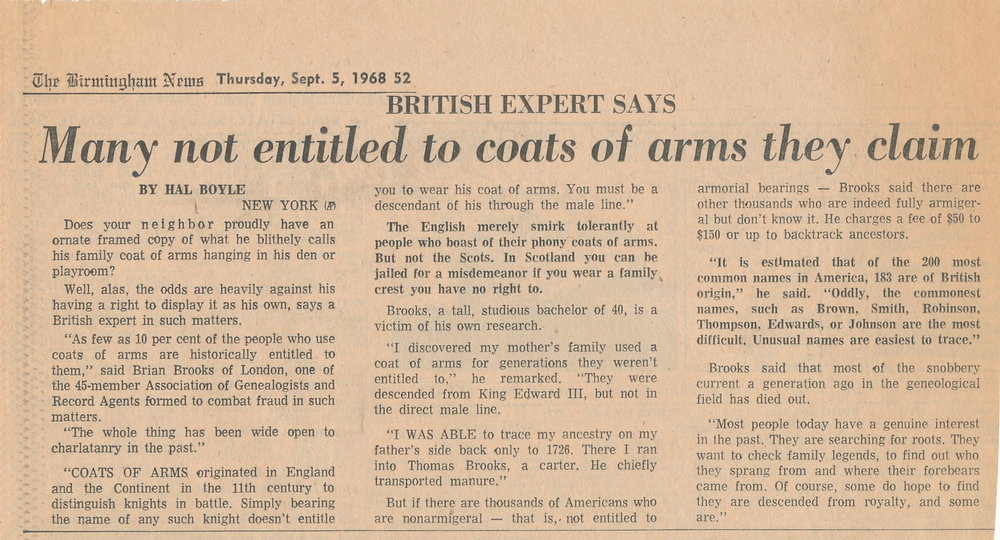 The Birmingham News Thursday, Sept. 5, 1968 52
BRITISH EXPERT SAYS
Many not entitled to coats of arms they claim
BY HAL BOYLE
NEW YORK (AP)
Does your neighbor proudly have an
ornate framed copy of what he blithely calls
his family coat of arms hanging in his den or
playroom?
Well, alas, the odds are heavily against his
having a right to display it as his own, says a
British expert in such matters.
"As few as 10 per cent of the people who use
coats of arms are historically entitled to
them," said Brian Brooks of London, one of
the 45-member Association of Genealogists and
Record Agents formed to combat fraud in such
matters.
"The whole thing has been wide open to
charlatanry in the past."
"COATS OF ARMS originated in England
and the Continent in the 11th century to
distinguish knights in battle. Simply bearing
the name of any such knight doesn't entitle
you to wear his coat of arms. You must be a
descendant of his through the male line."
The English merely smirk tolerantly at
people who boast of their phony coats of arms.
But not the Scots. In Scotland you can be
jailed for a misdemeanor if you wear a family
crest you have no right to.
Brooks, a tall, studious bachelor of 40, is a
victim of his own research.
"I discovered my mother's family used a
coat of arms for generations they weren't
entitled to," he remarked. "They were
descended from King Edward III, but not in
the direct male line.
"I WAS ABLE to trace my ancestry on my
father's side back only to 1726. There I ran
into Thomas Brooks, a carter. He chiefly
transported manure."
But if there are thousands of Americans who
are nonarmigeral — that is, not entitled to
armorial bearings — Brooks said there are
other thousands who are indeed fully armiger-
al but don't know it. He charges a fee of $50 to
$150 or up to backtrack ancestors.
"It is estimated that of the 200 most
common names in America, 183 are of British
origin," he said. "Oddly, the commonest
names, such as Brown, Smith, Robinson,
Thompson, Edwards, or Johnson are the most
difficult. Unusual names are easiest to trace."
Brooks said that most of the snobbery
current a generation ago in the geneological
field has died out.
"Most people today have a genuine interest
in the past. They are searching for roots. They
want to check family legends, to find out who
they sprang from and where their forebears
came from. Of course, some do hope to find
they are descended from royalty, and some
are."